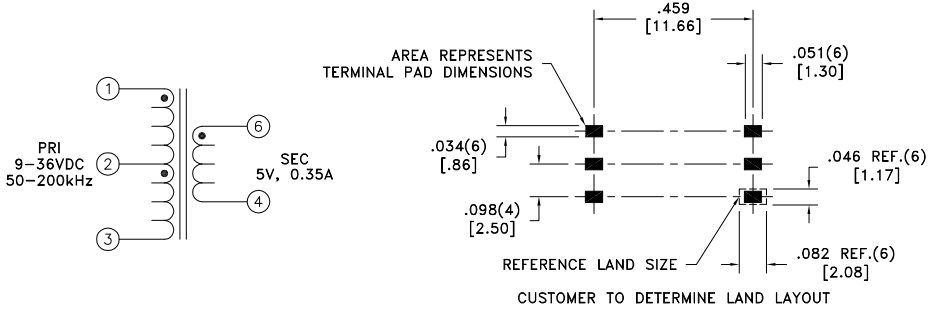 1
2
3
PRI
9-36VDC
50-200kHz
6
4
SEC
5V, 0.35A
.459
[11.66]
AREA REPRESENTS
TERMINAL PAD DIMENSIONS
.051(6)
[1.30]
.034(6)
[.86]
.046 REF.(6)
[1.17]
.098(4)
[2.50]
REFERENCE LAND SIZE
.082 REF.(6)
[2.08]
CUSTOMER TO DETERMINE LAND LAYOUT